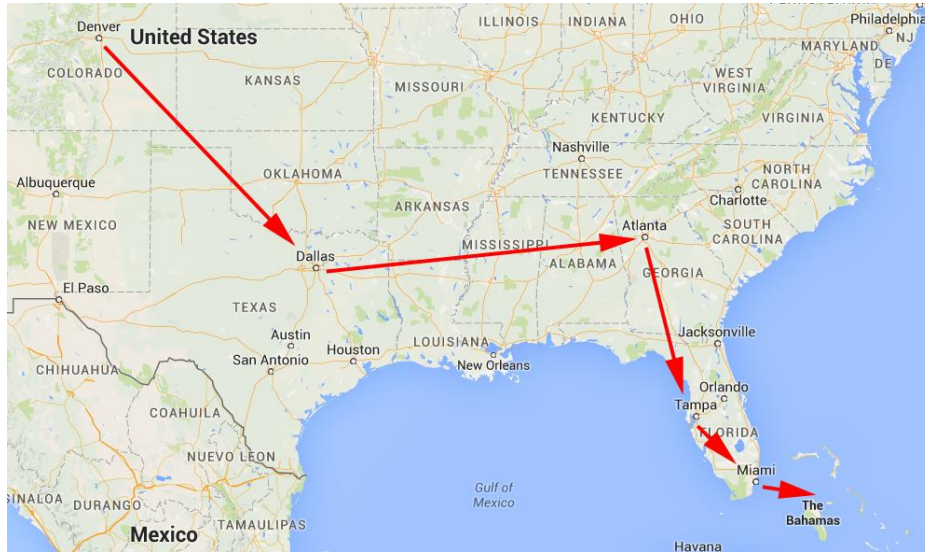 ILLINOIS
INDIANA
OHIO
Philadelphia
Denver
United States
NJ
MARYLAND
DE
COLORADO
KANSAS
MISSOURI
WEST
VIRGINIA
KENTUCKY
VIRGINIA
Nashville
TENNESSEE
OKLAHOMA
Albuquerque
NORTH
CAROLINA
Charlotte
ARKANSAS
NEW MEXICO
Atlanta
SOUTH
CAROLINA
MISSISSIPPI
Dallas
ALABAMA
GEORGIA
El Paso
TEXAS
Jacksonville
Austin
LOUISIANA
San Antonio
Houston
New Orleans
CHIHUAHUA
Orlando
Tampa
COAHUILA
FLORIDA
NUEVO LEON
Miami
Gulf of
Mexico
SINALOA
DURANGO
The
Bahamas
TAMAULIPAS
Mexico
Havana